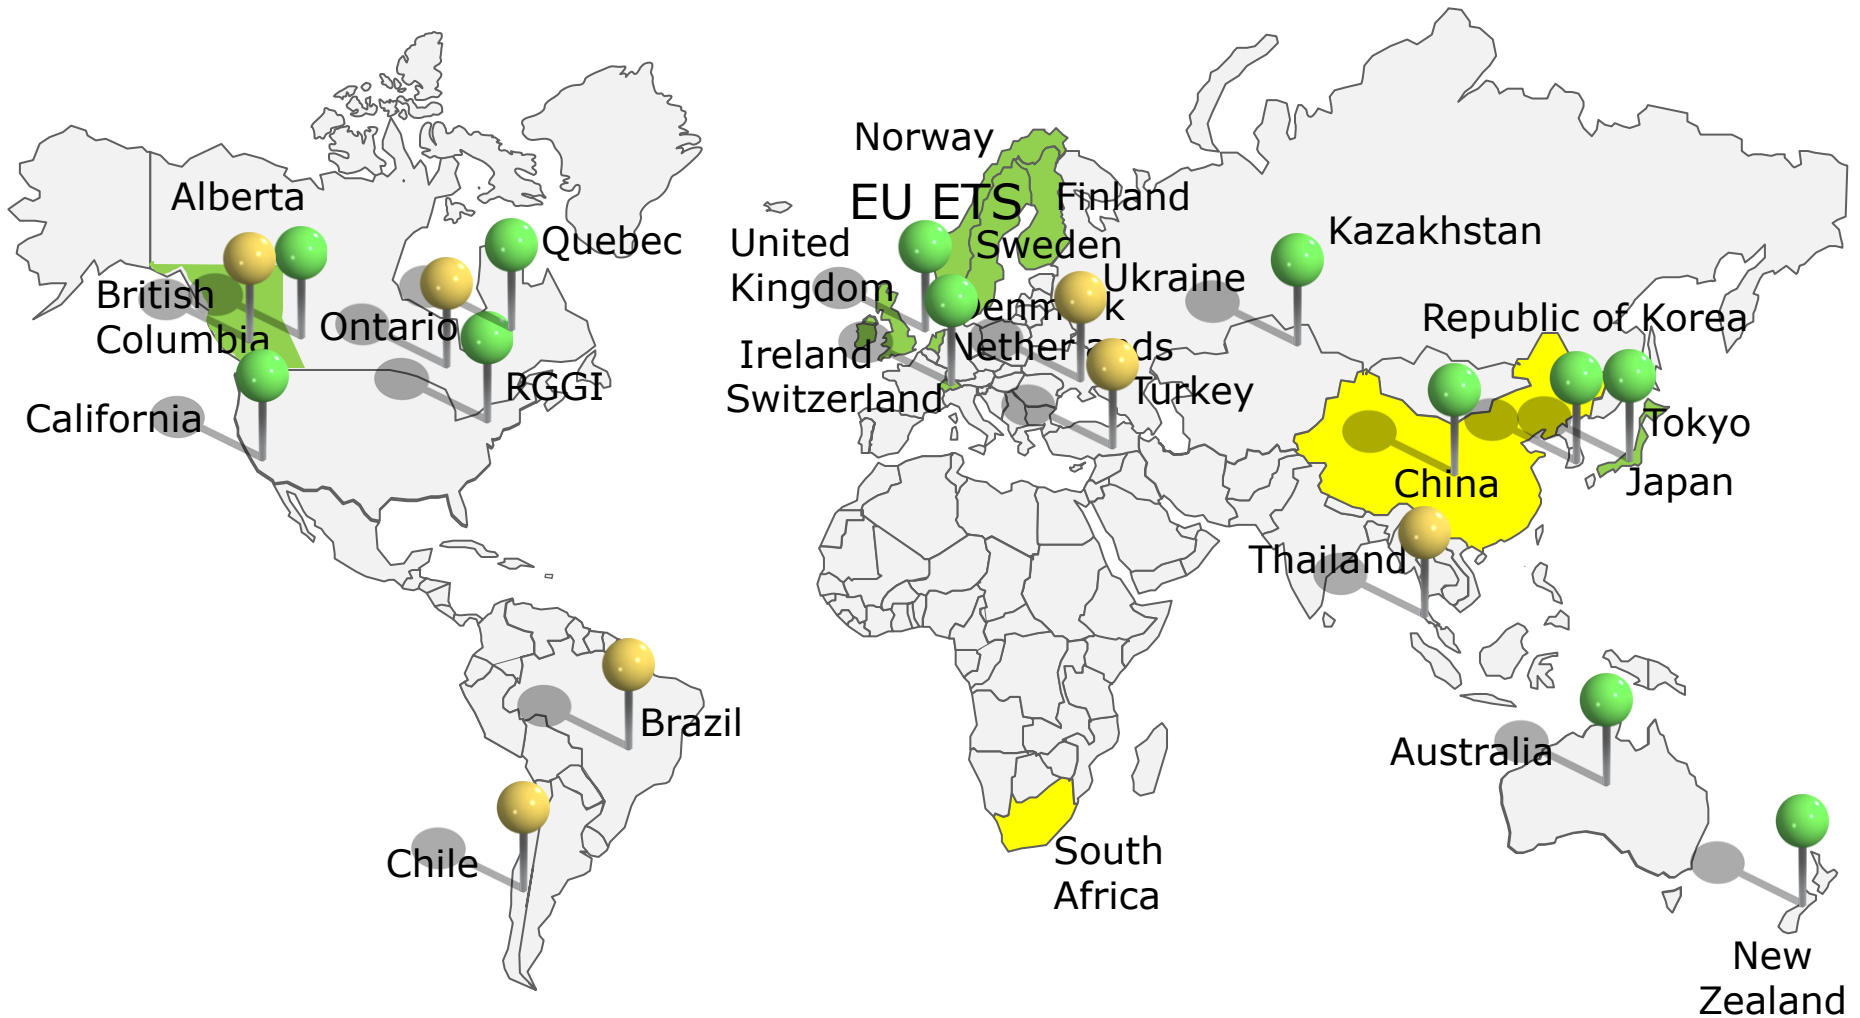 Norway
Alberta
EU ETS
Finland
Quebec
United
Kingdom
Sweden
Kazakhstan
Ukraine
British
Columbia
Ontario
Republic of Korea
Ireland
RGGI
Switzerland
Turkey
California
Tokyo
China
Japan
Thailand
Brazil
Australia
Chile
South
Africa
New
Zealand